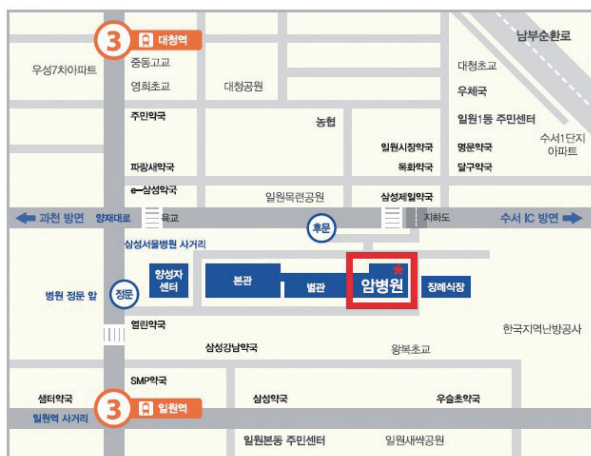 남부순환로
3 대청역
우성7차아파트
중동고교
영희초교
대청공원
대청초교
우체국
주민약국
농협
일원1동 주민센터
수서1단지
아파트
일원시장약국
명문약국
파랑새약국
목화약국
달구약국
e-삼성약국
일원목련공원
삼성제일약국
과천 방면
양재대로
육교
후문
지하도
수서 IC 방면
삼성서울병원 사거리
병원 정문 앞
정문
양성자
센터
본관
별관
암병원
*
장례식장
열린약국
한국지역난방공사
삼성강남약국
왕복초교
SMP약국
샘터약국
3 일원역
삼성약국
우슬초약국
일원역 사거리
일원본동 주민센터
일원새싹공원